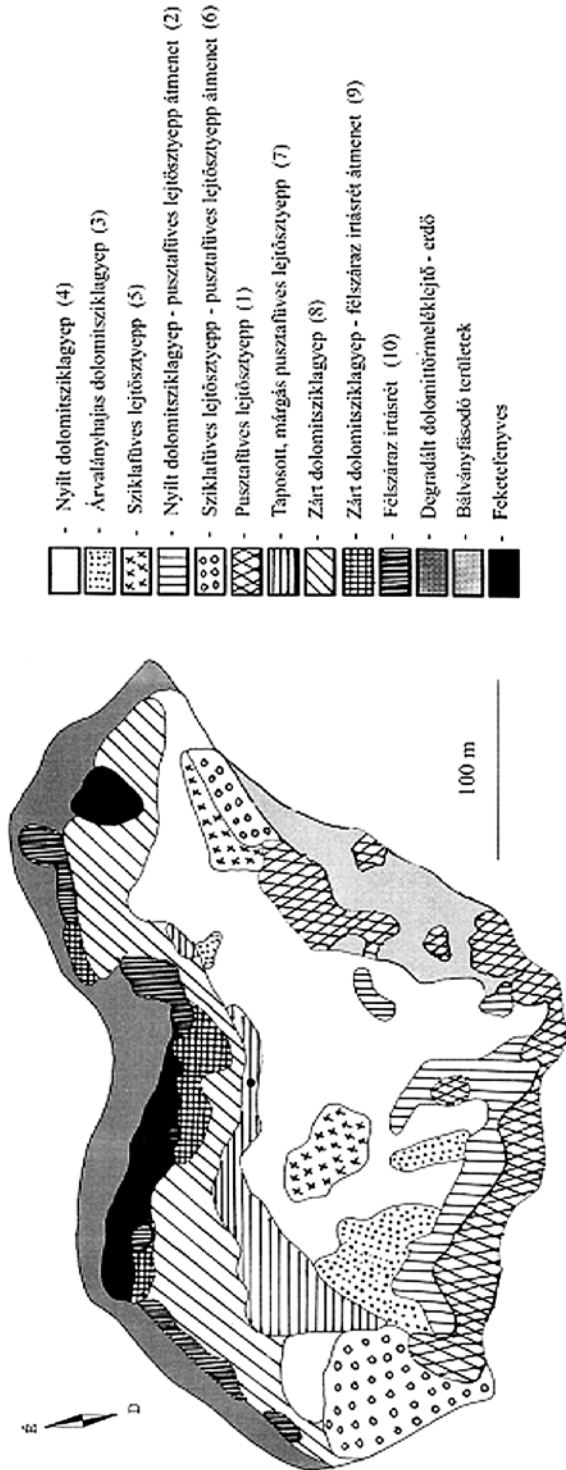 - Nyílt dolomitsziklagyep (4)
- Árvalányhajas dolomitsziklagyep (3)
- Sziklafüves lejtősztyepp (5)
- Nyílt dolomitsziklagyep - pusztafüves lejtősztyepp átmenet (2)
- Sziklafüves lejtősztyepp - pusztafüves lejtősztyepp átmenet (6)
- Pusztafüves lejtősztyepp (1)
- Taposott, márgás pusztafüves lejtősztyepp (7)
- Zárt dolomitsziklagyep (8)
- Zárt dolomitsziklagyep - félszáraz irtásrét átmenet (9)
- Félszáraz irtásrét (10)
- Degradált dolomittörmeléklejtő - erdő
- Bálványfásodó területek
- Feketefenyves
100 m
É
D